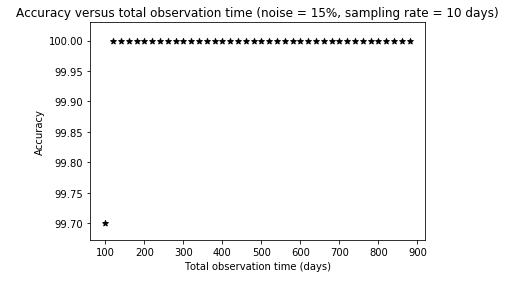 Accuracy versus total observation time (noise = 15%, sampling rate = 10 days)
100.00
99.95
99.90
99.85
99.80
99.75
99.70
Accuracy
100 200 300 400 500 600 700 800 900
Total observation time (days)